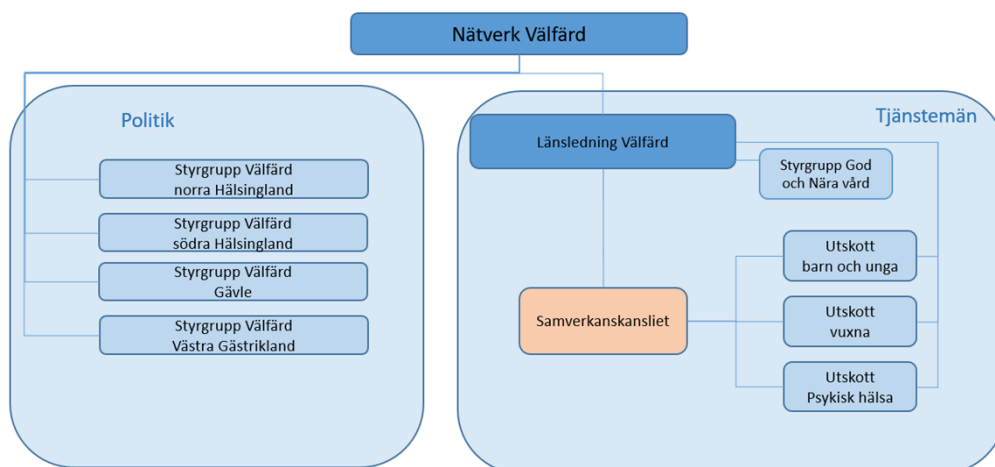 Nätverk Välfärd
Politik
Styrgrupp Välfärd
norra Hälsingland
Styrgrupp Välfärd
södra Hälsingland
Styrgrupp Välfärd
Gävle
Styrgrupp Välfärd
Västra Gästrikland
Tjänstemän
Länsledning Välfärd
Styrgrupp God
och Nära vård
Samverkanskansliet
Utskott
barn och unga
Utskott
vuxna
Utskott
Psykisk hälsa